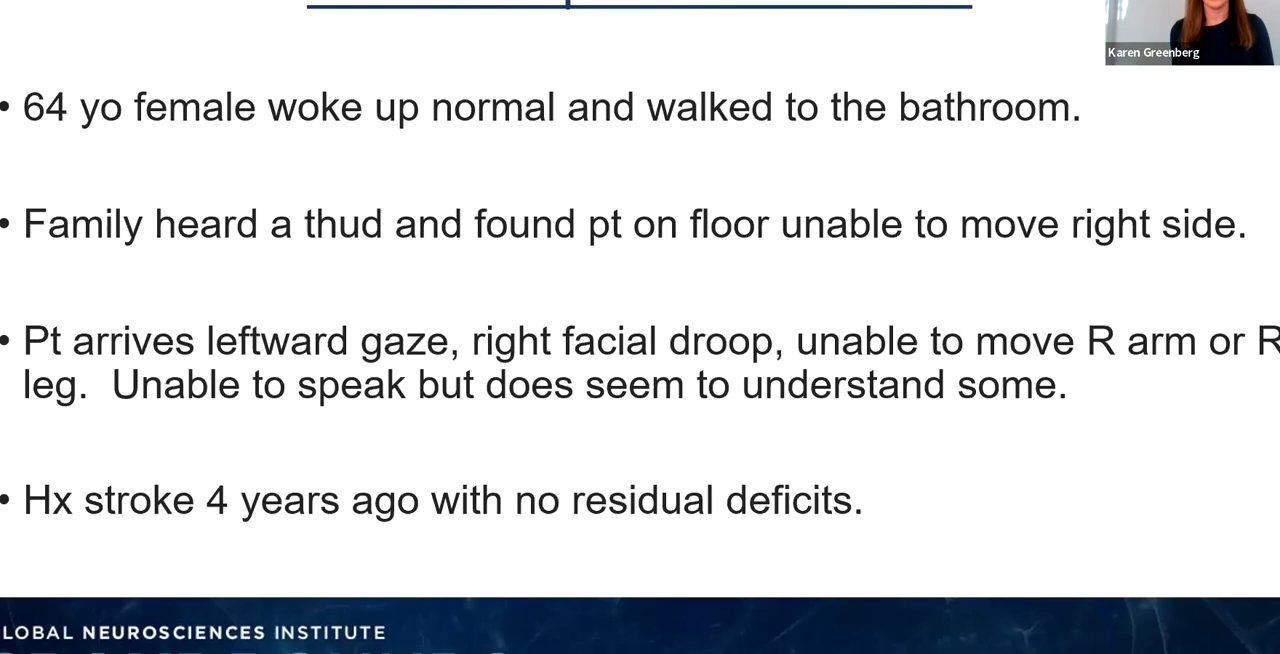 Karen Greenberg
• 64 yo female woke up normal and walked to the bathroom.
• Family heard a thud and found pt on floor unable to move right side.
• Pt arrives leftward gaze, right facial droop, unable to move R arm or R
leg.  Unable to speak but does seem to understand some.
• Hx stroke 4 years ago with no residual deficits.
LOBAL NEUROSCIENCES INSTITUTE